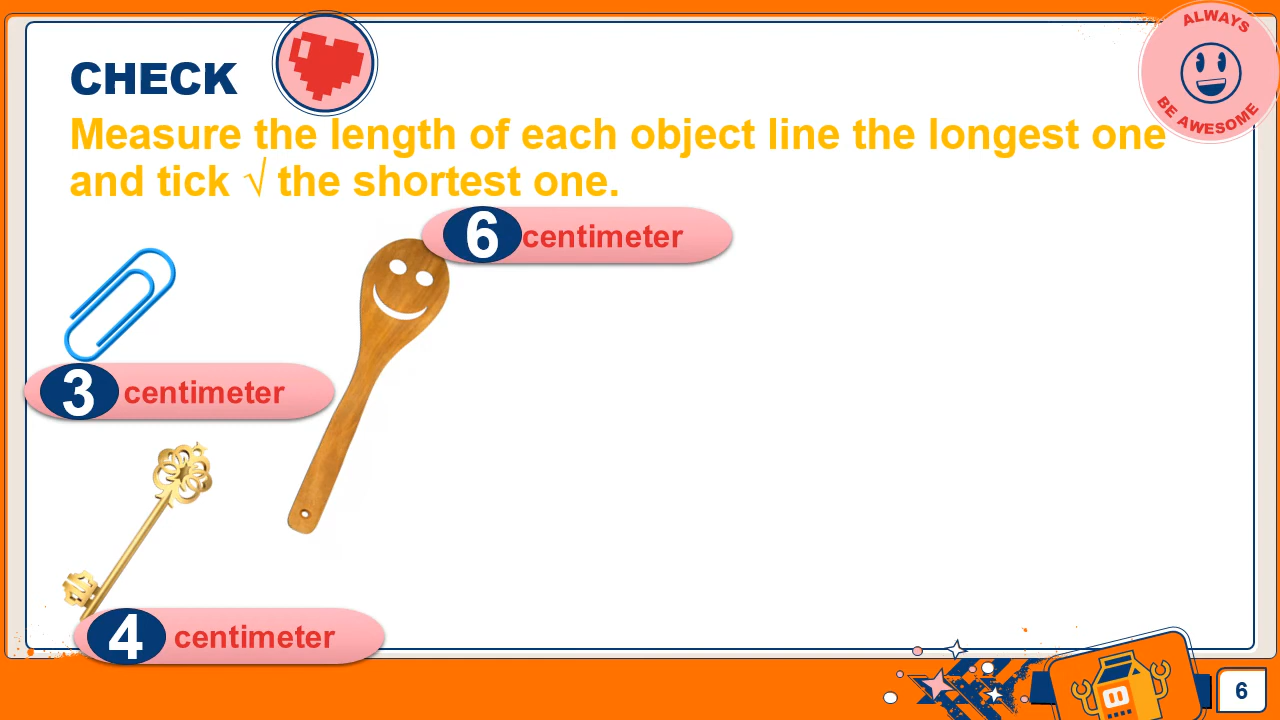 CHECK
ALWAYS
BE AWESOME
Measure the length of each object line the longest one
and tick √ the shortest one.
6 centimeter
3 centimeter
4 centimeter
6